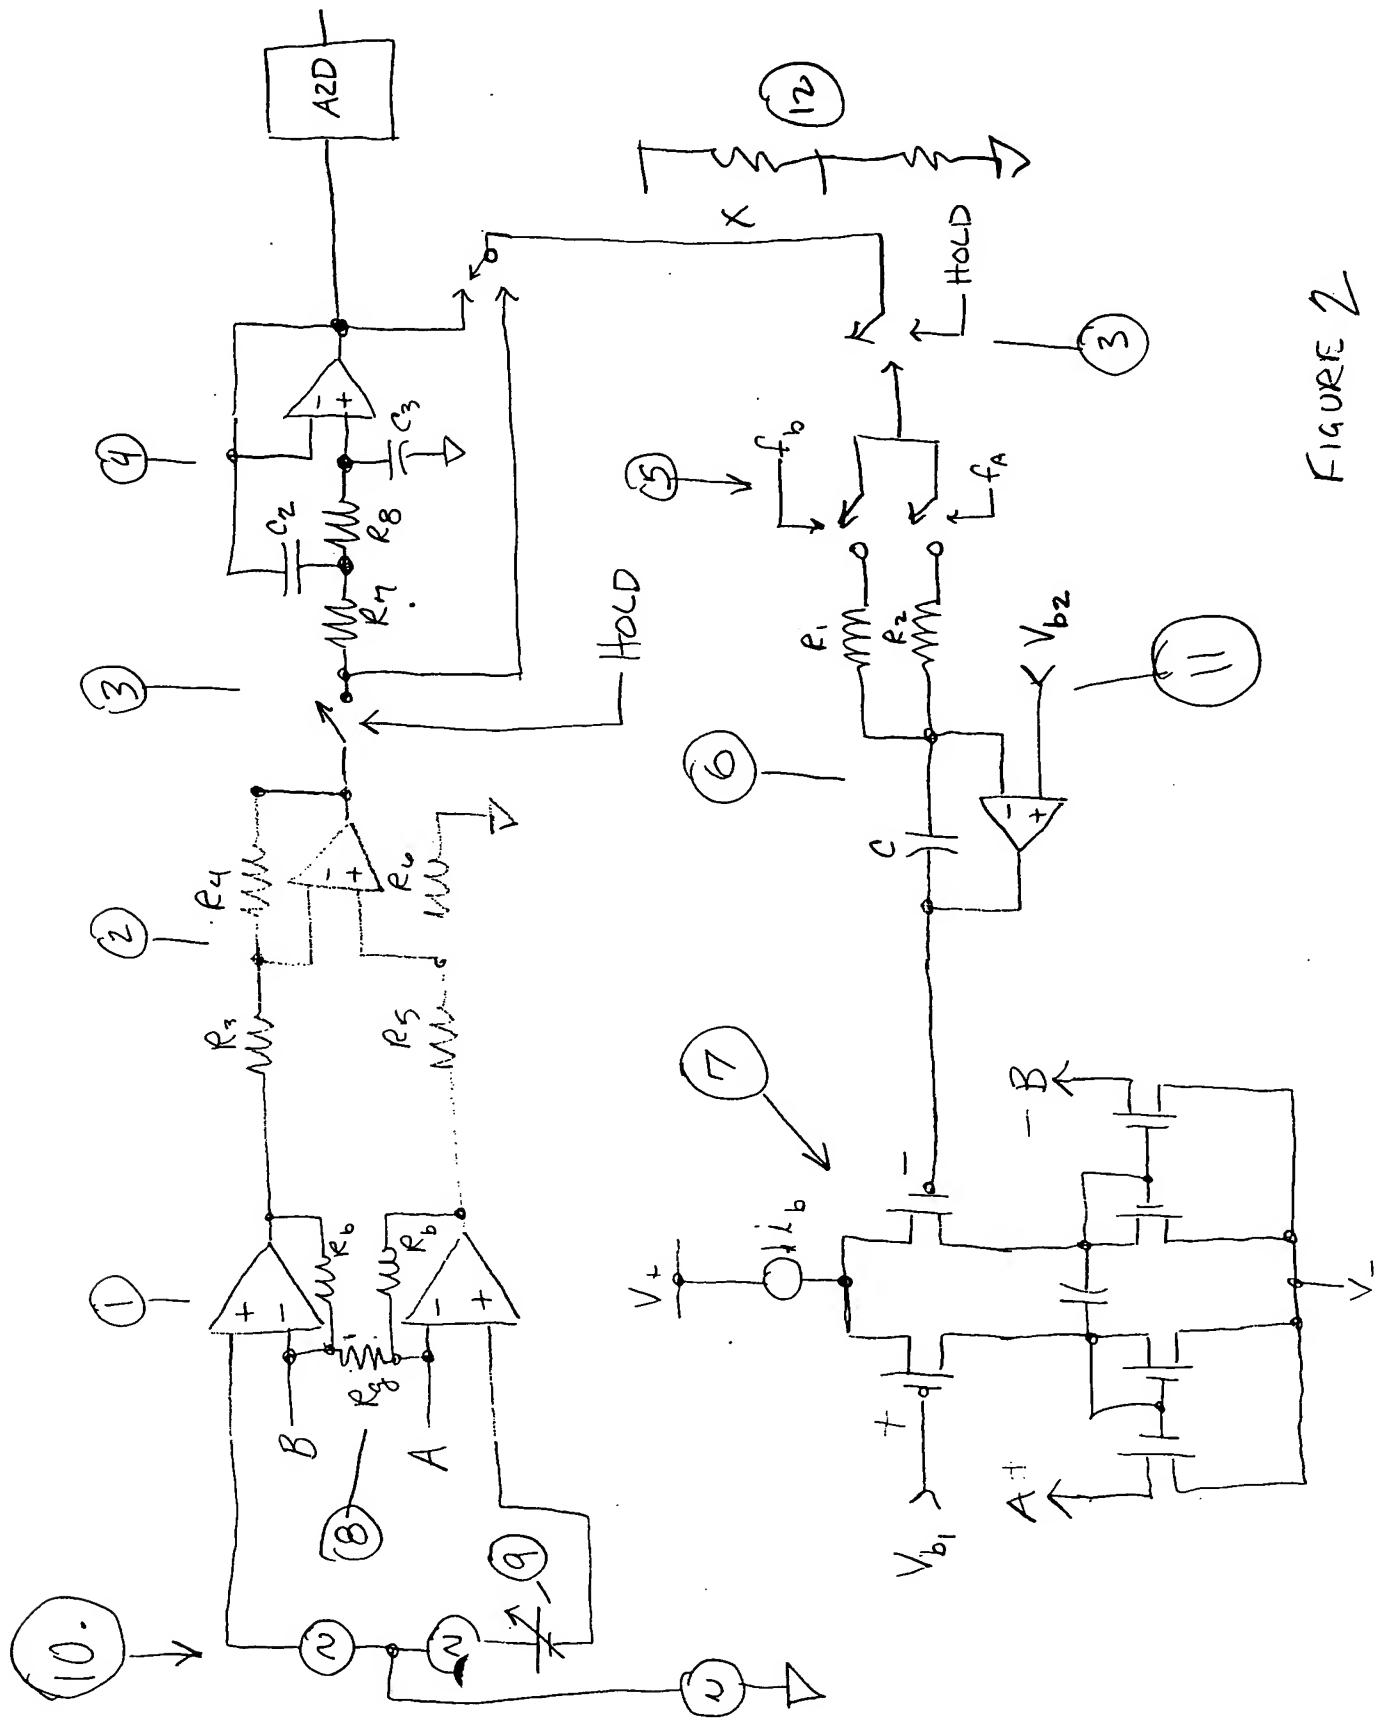 10.
1
2
3
4
A2D
R3
R4
C2
R7
R8
C3
+
−
Rb
−
+
−
+
B
Rg
Rb
A
−
+
R5
R6
8
9
HOLD
X
12
5
fb
HOLD
3
fA
7
6
R1
R2
C
−
+
Vb2
11
V+
ib
−
+
Vb1
A+
−B
V−
FIGURE 2